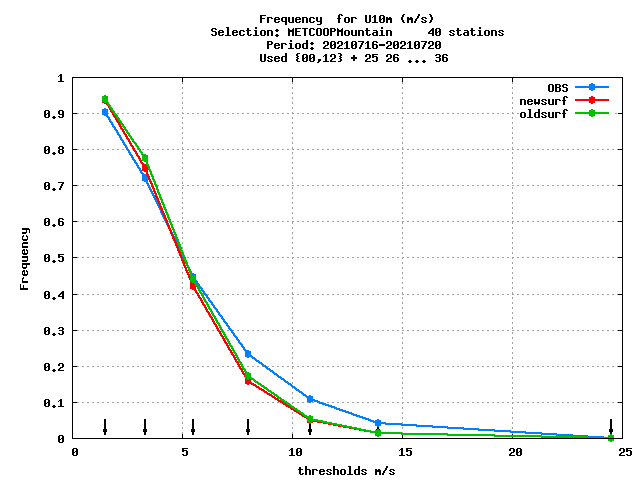 Frequency  for U10m (m/s)
Selection: METCOOPMountain     40 stations
Period: 20210716-20210720
Used {00,12} + 25 26 ... 36
OBS
newsurf
oldsurf
1
0.9
0.8
0.7
0.6
0.5
0.4
0.3
0.2
0.1
0
Frequency
0 5 10 15 20 25
thresholds m/s